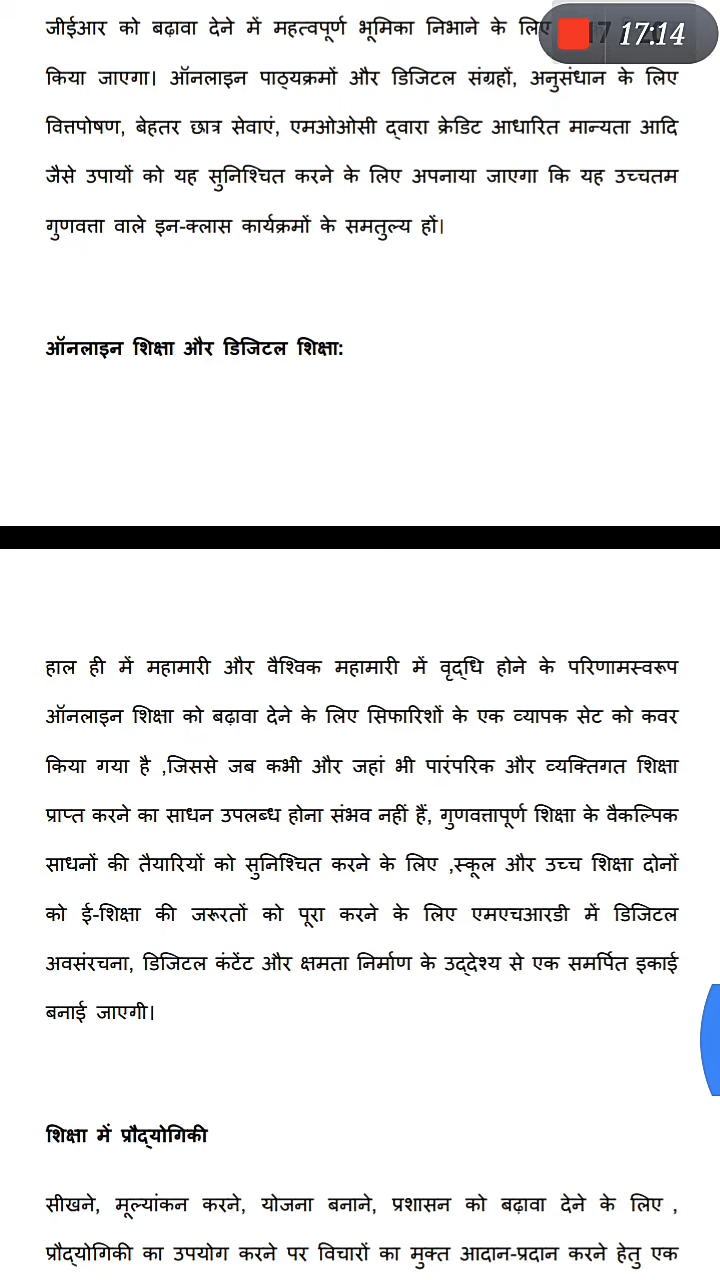 जीईआर को बढ़ावा देने में महत्वपूर्ण भूमिका निभाने के लिए
17:14
किया जाएगा। ऑनलाइन पाठ्यक्रमों और डिजिटल संग्रहों, अनुसंधान के लिए
वित्तपोषण, बेहतर छात्र सेवाएं, एमओओसी द्वारा क्रेडिट आधारित मान्यता आदि
जैसे उपायों को यह सुनिश्चित करने के लिए अपनाया जाएगा कि यह उच्चतम
गुणवत्ता वाले इन-क्लास कार्यक्रमों के समतुल्य हों।
ऑनलाइन शिक्षा और डिजिटल शिक्षा:
हाल ही में महामारी और वैश्विक महामारी में वृद्धि होने के परिणामस्वरूप
ऑनलाइन शिक्षा को बढ़ावा देने के लिए सिफारिशों के एक व्यापक सेट को कवर
किया गया है ,जिससे जब कभी और जहां भी पारंपरिक और व्यक्तिगत शिक्षा
प्राप्त करने का साधन उपलब्ध होना संभव नहीं हैं, गुणवत्तापूर्ण शिक्षा के वैकल्पिक
साधनों की तैयारियों को सुनिश्चित करने के लिए ,स्कूल और उच्च शिक्षा दोनों
को ई-शिक्षा की जरूरतों को पूरा करने के लिए एमएचआरडी में डिजिटल
अवसंरचना, डिजिटल कंटेंट और क्षमता निर्माण के उद्देश्य से एक समर्पित इकाई
बनाई जाएगी।
शिक्षा में प्रौद्योगिकी
सीखने, मूल्यांकन करने, योजना बनाने, प्रशासन को बढ़ावा देने के लिए ,
प्रौद्योगिकी का उपयोग करने पर विचारों का मुक्त आदान-प्रदान करने हेतु एक